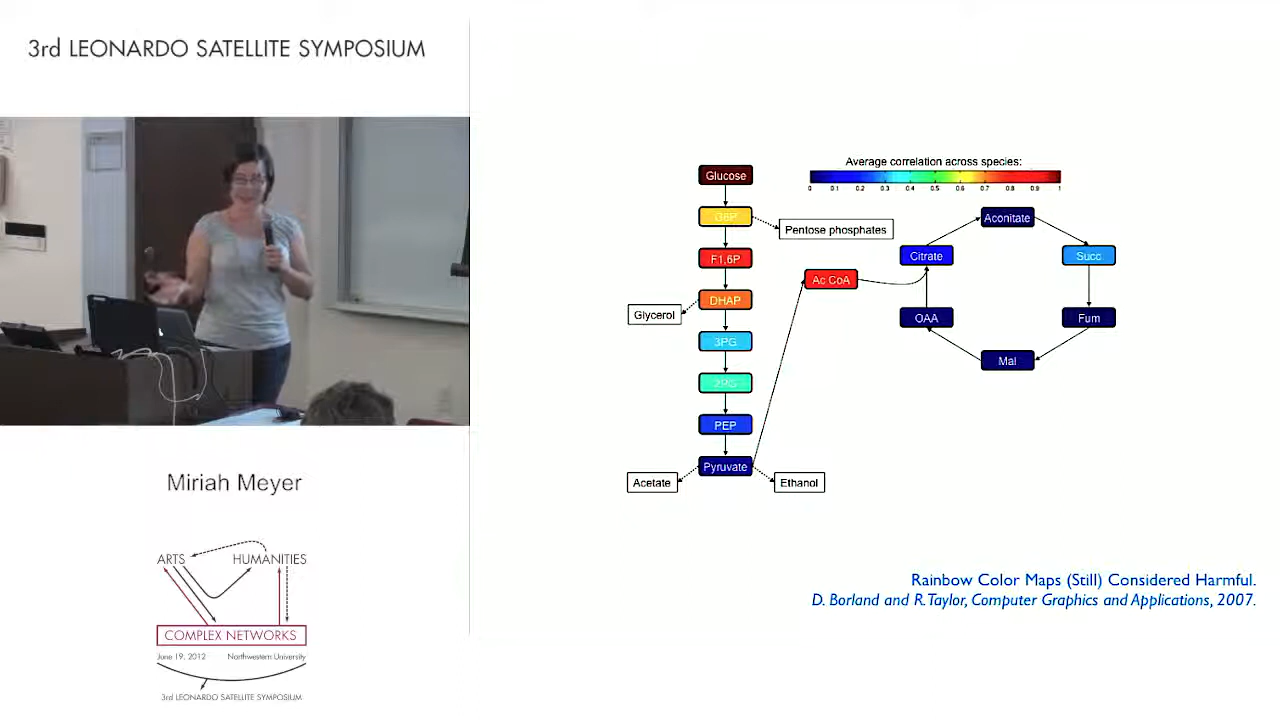 3rd LEONARDO SATELLITE SYMPOSIUM
Miriah Meyer
ARTS
HUMANITIES
COMPLEX NETWORKS
June 19, 2012
Northwestern University
3rd LEONARDO SATELLITE SYMPOSIUM
Average correlation across species:
0 0.1 0.2 0.3 0.4 0.5 0.6 0.7 0.8 0.9 1
Glucose
G6P
Pentose phosphates
F1,6P
DHAP
Glycerol
3PG
2PG
PEP
Pyruvate
Acetate
Ethanol
Ac CoA
Aconitate
Citrate
Succ
OAA
Fum
Mal
Rainbow Color Maps (Still) Considered Harmful.
D. Borland and R. Taylor, Computer Graphics and Applications, 2007.